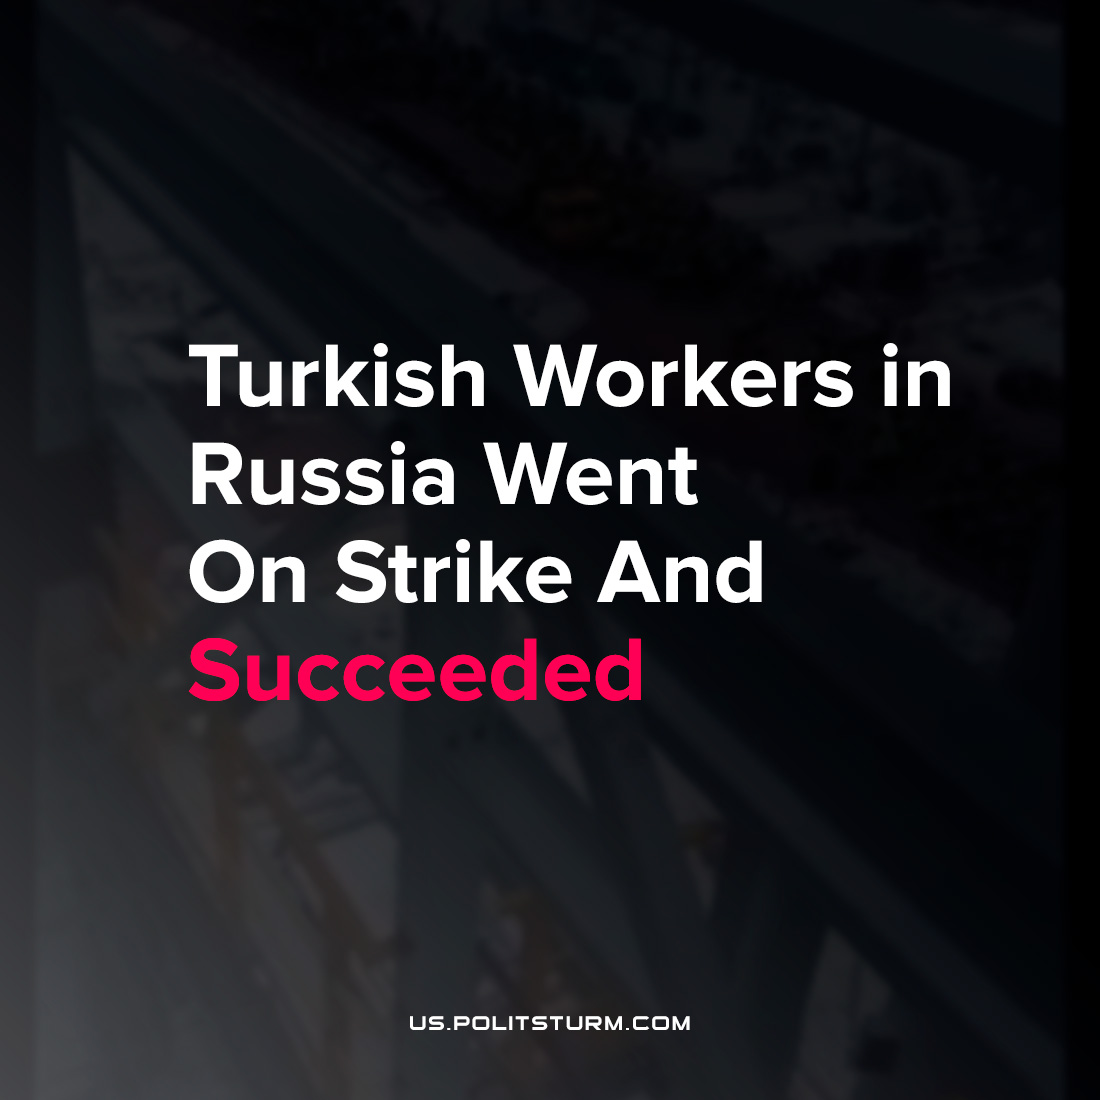 Turkish Workers in
Russia Went
On Strike And
Succeeded
US.POLITSTURM.COM